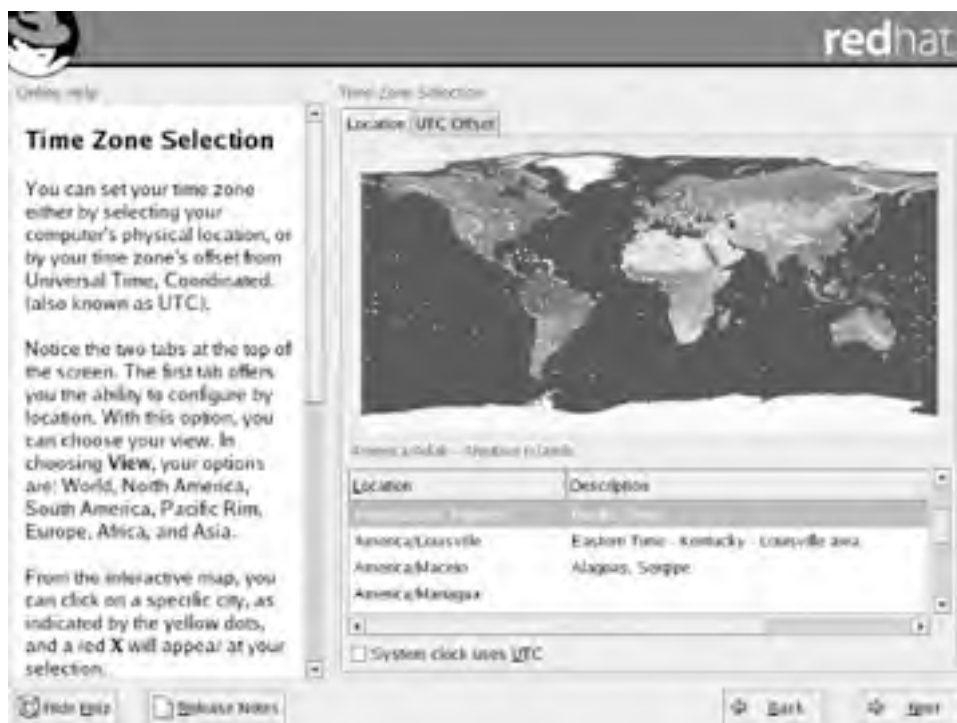 redhat
Online Help
Time Zone Selection
You can set your time zone
either by selecting your
computer's physical location, or
by your time zone's offset from
Universal Time, Coordinated.
(also known as UTC).
Notice the two tabs at the top of
the screen. The first tab offers
you the ability to configure by
location. With this option, you
can choose your view. In
choosing View, your options
are: World, North America,
South America, Pacific Rim,
Europe, Africa, and Asia.
From the interactive map, you
can click on a specific city, as
indicated by the yellow dots,
and a red X will appear at your
selection.
Time Zone Selection
Location UTC Offset
America/Adak - Aleutian Islands
Location Description
America/Louisville Eastern Time - Kentucky - Louisville area
America/Maceio Alagoas, Sergipe
America/Managua
System clock uses UTC
Hide Help Release Notes Back Next